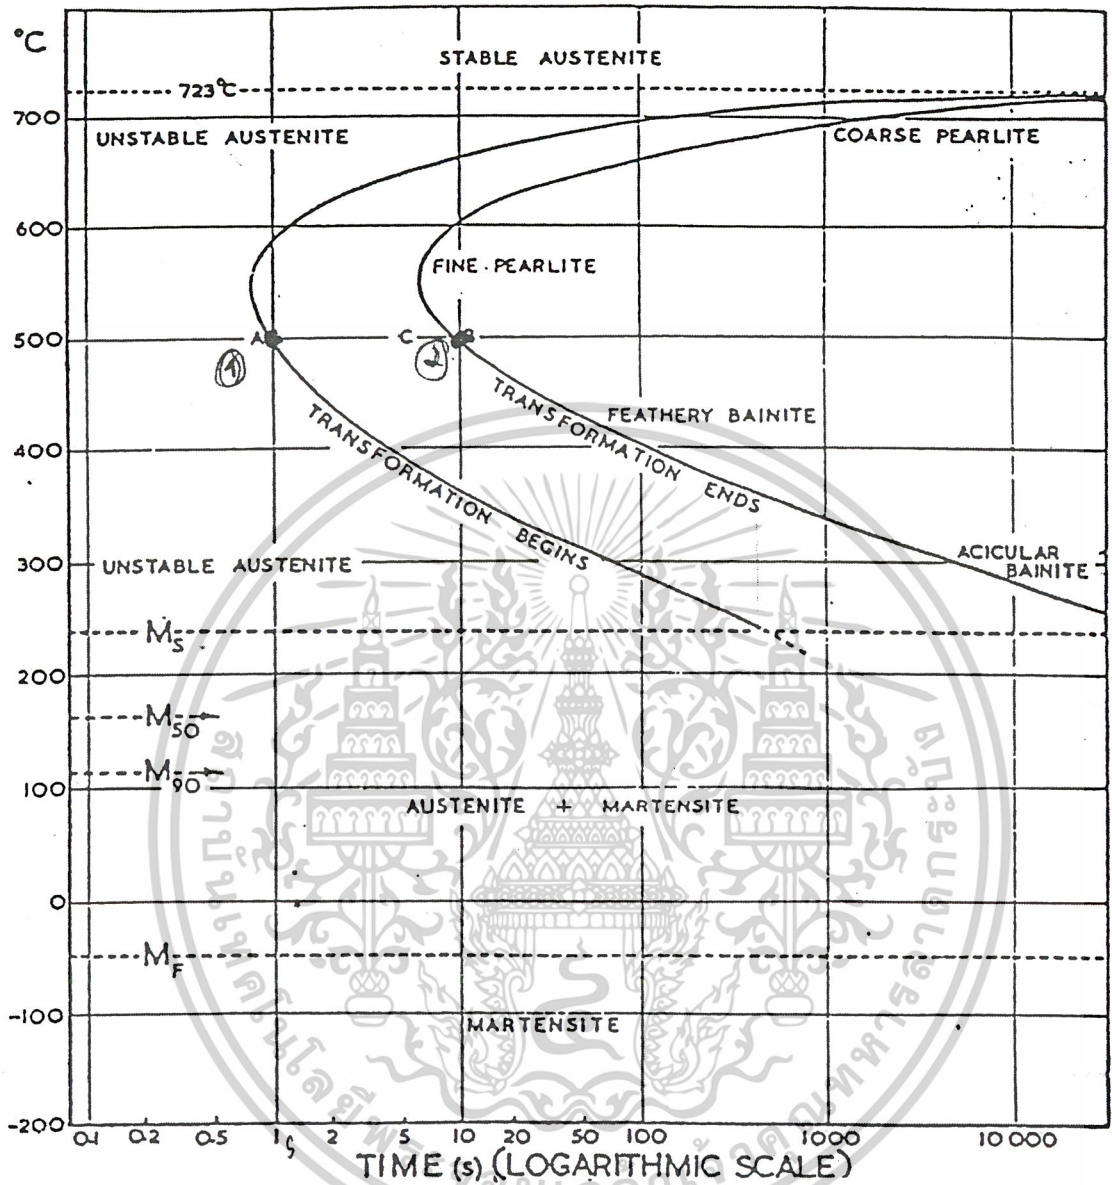 °C
STABLE AUSTENITE
723°C
700
UNSTABLE AUSTENITE
COARSE PEARLITE
600
FINE·PEARLITE
500
A
C
B
1
2
TRANSFORMATION BEGINS
TRANSFORMATION ENDS
FEATHERY BAINITE
400
300
UNSTABLE AUSTENITE
ACICULAR
BAINITE
MS
200
M50
M90
100
AUSTENITE + MARTENSITE
0
MF
-100
MARTENSITE
-200
0.1 0.2 0.5 1 2 5 10 20 50 100 1000 10 000
TIME (s) (LOGARITHMIC SCALE)